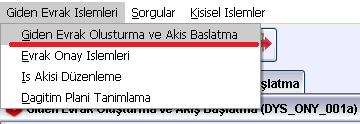 Giden Evrak Islemleri Sorgular Kisisel Islemler
Giden Evrak Olusturma ve Akis Baslatma
Evrak Onay Islemleri
Is Akisi Düzenleme
şlatma
Dagitim Plani Tanimlama
Giden Evrak Oluşturma ve Akış Başlatma (DYS_ONY_001a)